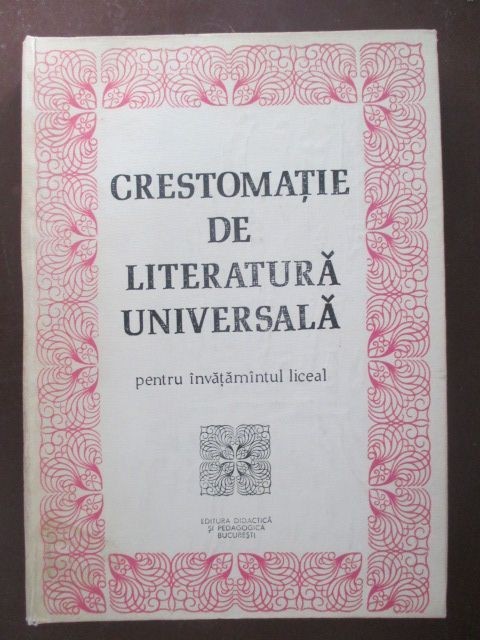 CRESTOMAȚIE
DE
LITERATURĂ
UNIVERSALĂ
pentru învățămîntul liceal
EDITURA DIDACTICĂ
ȘI PEDAGOGICĂ
BUCUREȘTI